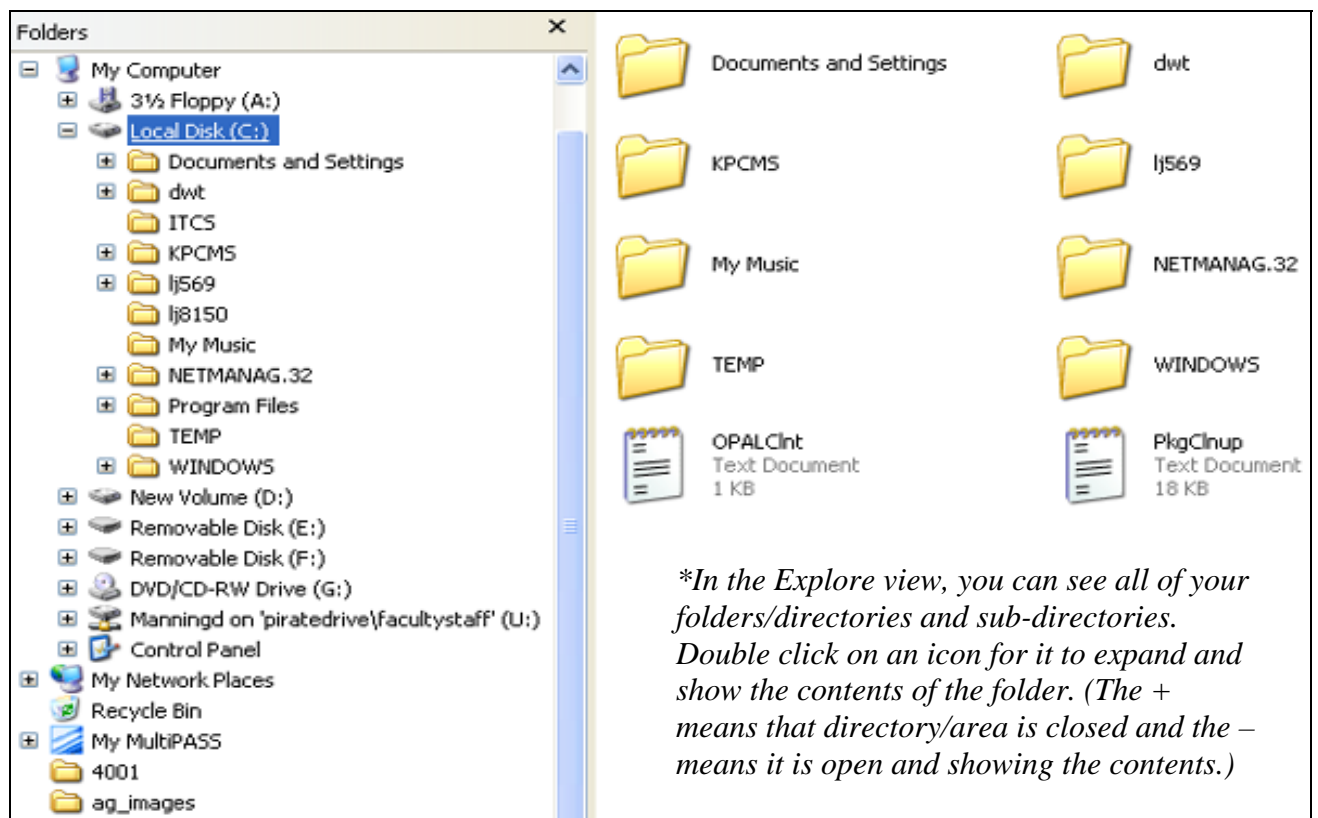 Folders
My Computer
3½ Floppy (A:)
Local Disk (C:)
Documents and Settings
dwt
ITCS
KPCMS
lj569
lj8150
My Music
NETMANAG.32
Program Files
TEMP
WINDOWS
New Volume (D:)
Removable Disk (E:)
Removable Disk (F:)
DVD/CD-RW Drive (G:)
Manningd on 'piratedrive\facultystaff' (U:)
Control Panel
My Network Places
Recycle Bin
My MultiPASS
4001
ag_images
Documents and Settings
dwt
KPCMS
lj569
My Music
NETMANAG.32
TEMP
WINDOWS
OPALClnt
Text Document
1 KB
PkgClnup
Text Document
18 KB
*In the Explore view, you can see all of your
folders/directories and sub-directories.
Double click on an icon for it to expand and
show the contents of the folder. (The +
means that directory/area is closed and the –
means it is open and showing the contents.)